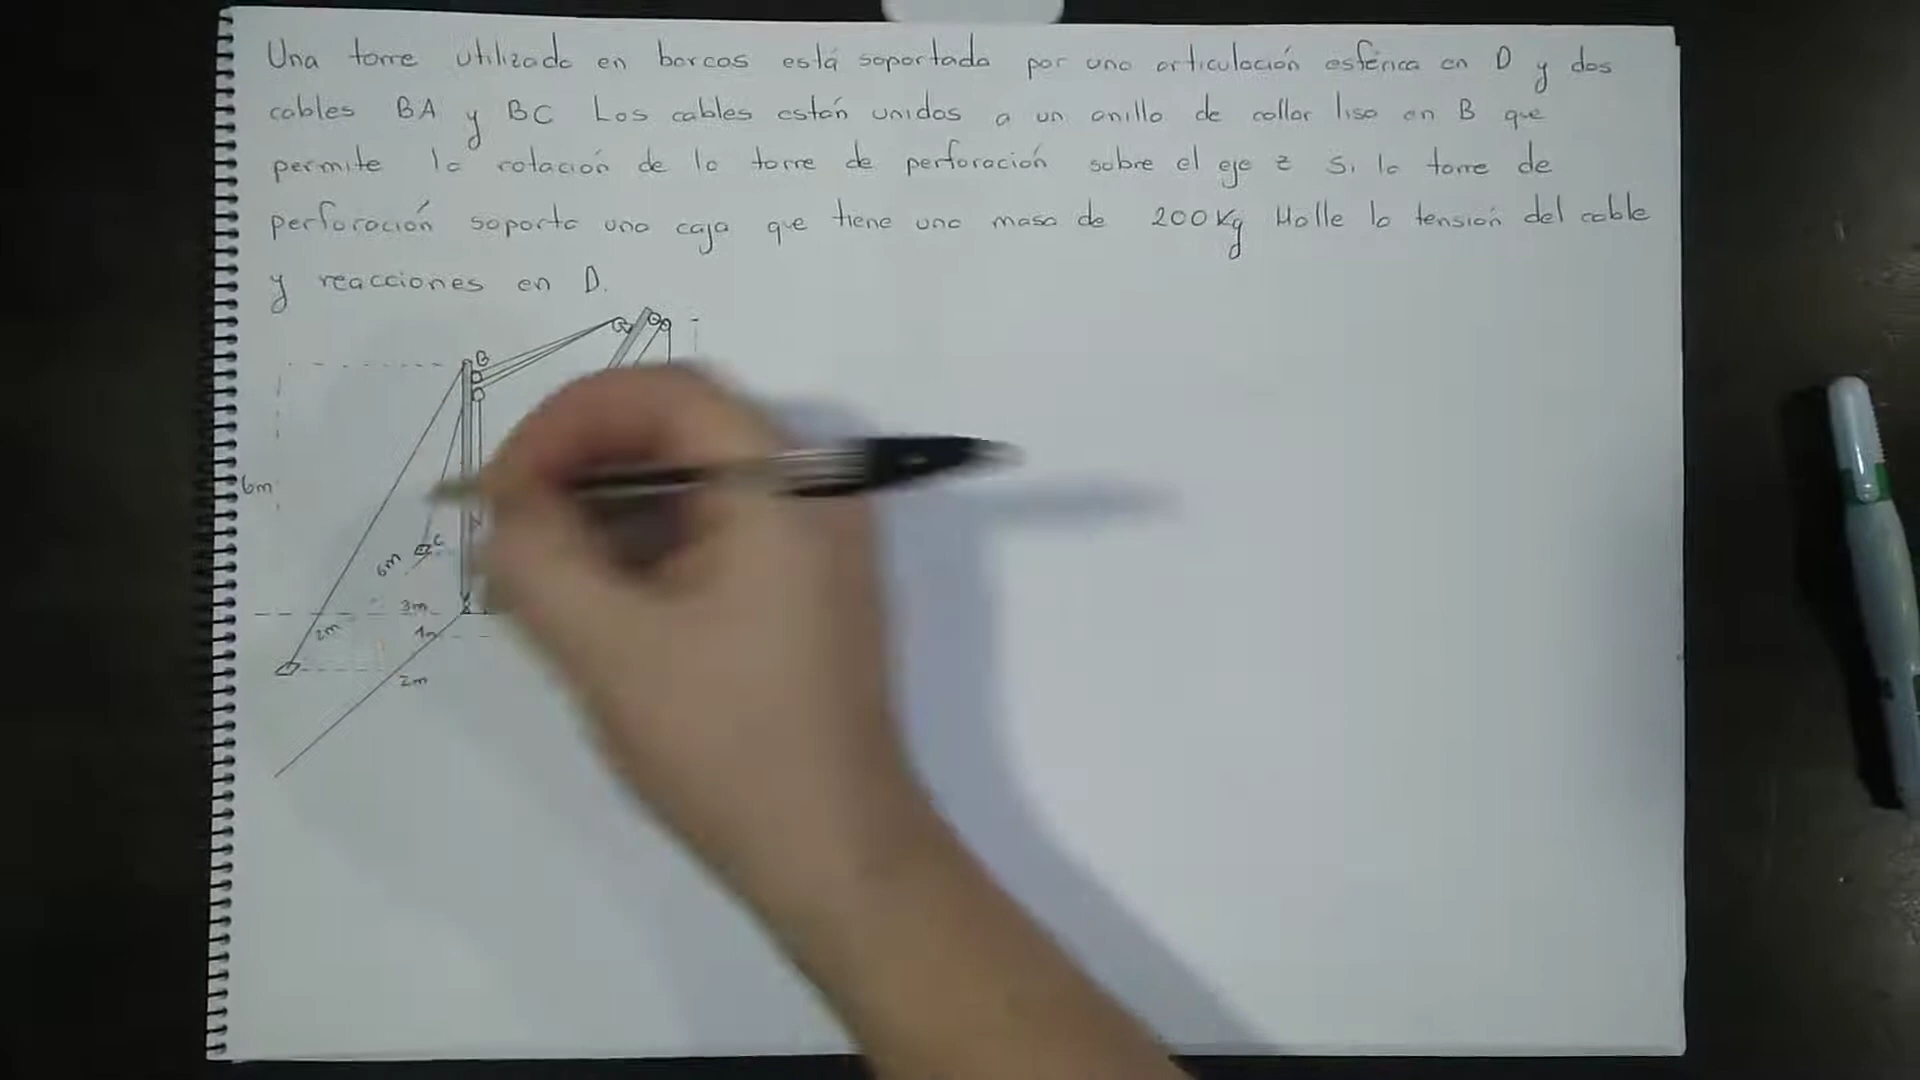 Una torre utilizada en barcos está soportada por una articulación esférica en D y dos
cables BA y BC Los cables están unidos a un anillo de collar liso en B que
permite la rotación de la torre de perforación sobre el eje z Si la torre de
perforación soporta una caja que tiene una masa de 200 Kg Halle la tensión del cable
y reacciones en D.
B
6m
C
6m
3m
2m
1m
2m